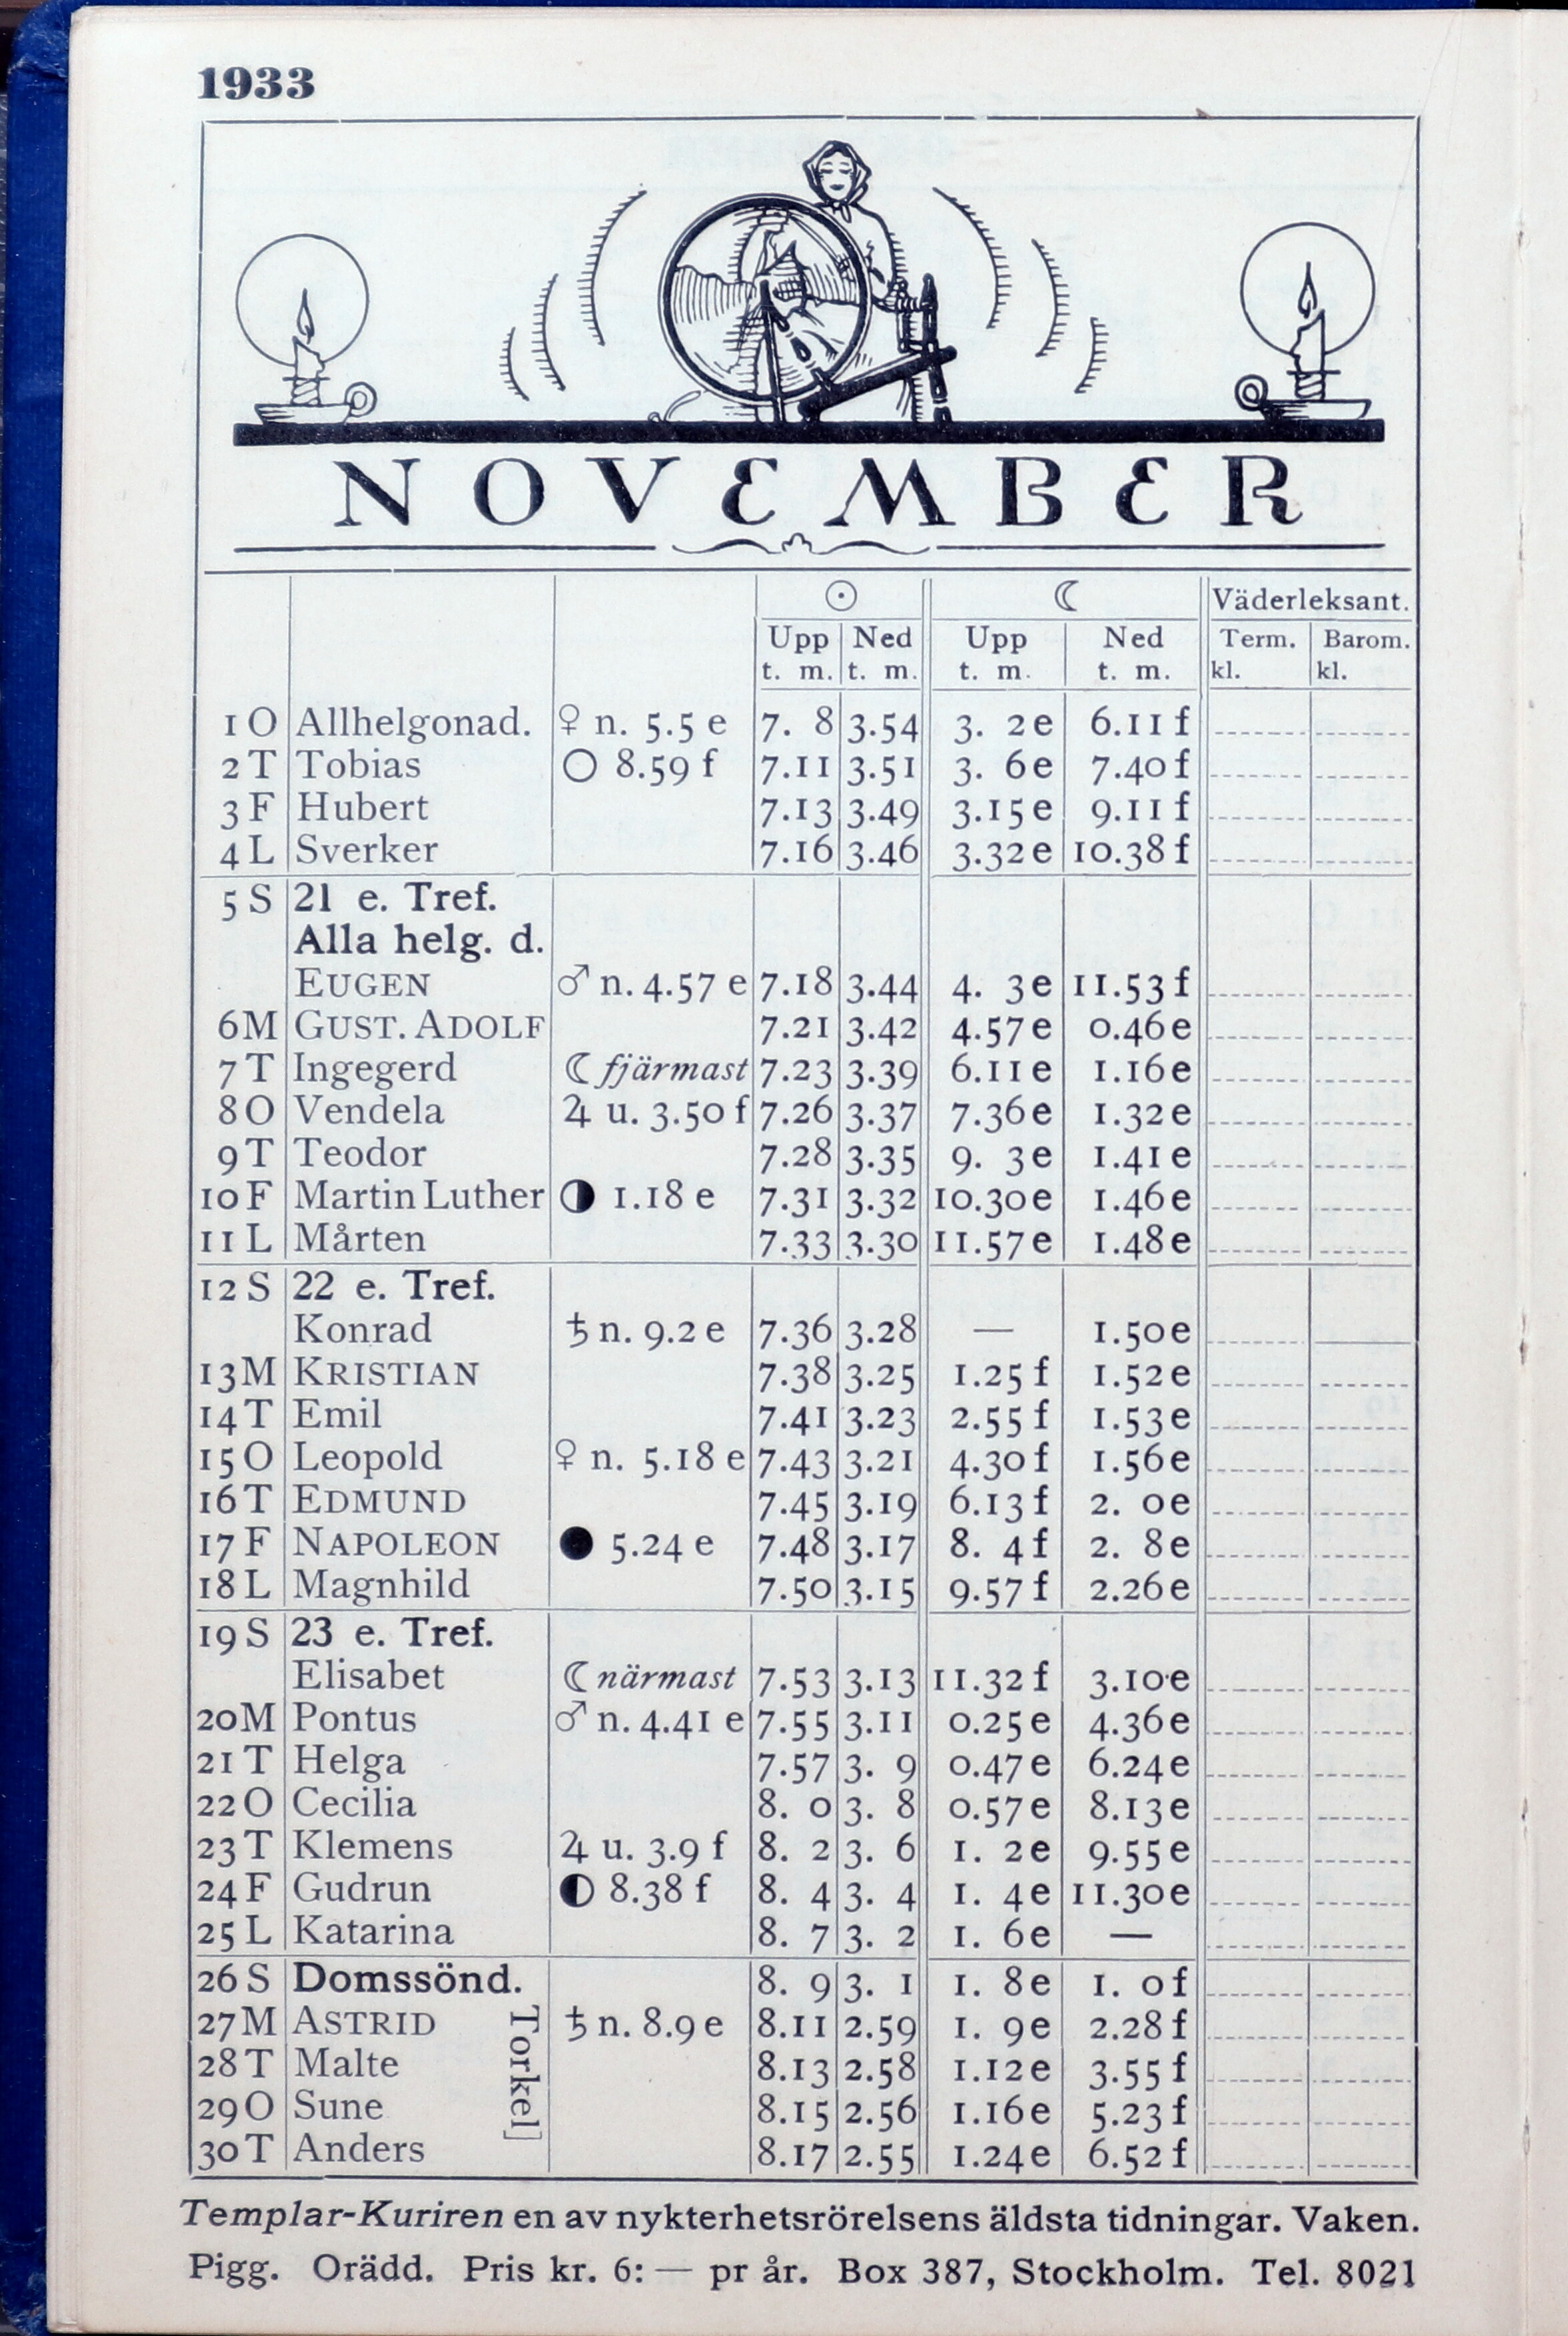 1933
NOVEMBER
☉ ☾ Väderleksant.
Upp Ned Upp Ned Term. Barom.
t. m. t. m. t. m. t. m. kl. kl.
1 O Allhelgonad. ♀ n. 5.5 e 7. 8 3.54 3. 2e 6.11 f
2 T Tobias ○ 8.59 f 7.11 3.51 3. 6e 7.40 f
3 F Hubert 7.13 3.49 3.15e 9.11 f
4 L Sverker 7.16 3.46 3.32e 10.38 f
5 S 21 e. Tref.
Alla helg. d.
EUGEN ♂ n. 4.57 e 7.18 3.44 4. 3e 11.53 f
6 M GUST. ADOLF 7.21 3.42 4.57e 0.46e
7 T Ingegerd ☾ fjärmast 7.23 3.39 6.11e 1.16e
8 O Vendela ♃ u. 3.50 f 7.26 3.37 7.36e 1.32e
9 T Teodor 7.28 3.35 9. 3e 1.41e
10 F Martin Luther ◑ 1.18 e 7.31 3.32 10.30e 1.46e
11 L Mårten 7.33 3.30 11.57e 1.48e
12 S 22 e. Tref.
Konrad ♄ n. 9.2 e 7.36 3.28 — 1.50e
13 M KRISTIAN 7.38 3.25 1.25 f 1.52e
14 T Emil 7.41 3.23 2.55 f 1.53e
15 O Leopold ♀ n. 5.18 e 7.43 3.21 4.30 f 1.56e
16 T EDMUND 7.45 3.19 6.13 f 2. 0e
17 F NAPOLEON ● 5.24 e 7.48 3.17 8. 4 f 2. 8e
18 L Magnhild 7.50 3.15 9.57 f 2.26e
19 S 23 e. Tref.
Elisabet ☾ närmast 7.53 3.13 11.32 f 3.10e
20 M Pontus ♂ n. 4.41 e 7.55 3.11 0.25e 4.36e
21 T Helga 7.57 3. 9 0.47e 6.24e
22 O Cecilia 8. 0 3. 8 0.57e 8.13e
23 T Klemens ♃ u. 3.9 f 8. 2 3. 6 1. 2e 9.55e
24 F Gudrun ◐ 8.38 f 8. 4 3. 4 1. 4e 11.30e
25 L Katarina 8. 7 3. 2 1. 6e —
26 S Domssönd. 8. 9 3. 1 1. 8e 1. 0f
27 M ASTRID ♄ n. 8.9 e 8.11 2.59 1. 9e 2.28 f
28 T Malte 8.13 2.58 1.12e 3.55 f
29 O Sune 8.15 2.56 1.16e 5.23 f
30 T Anders 8.17 2.55 1.24e 6.52 f
Torkel]
Templar-Kuriren en av nykterhetsrörelsens äldsta tidningar. Vaken.
Pigg. Orädd. Pris kr. 6: — pr år. Box 387, Stockholm. Tel. 8021